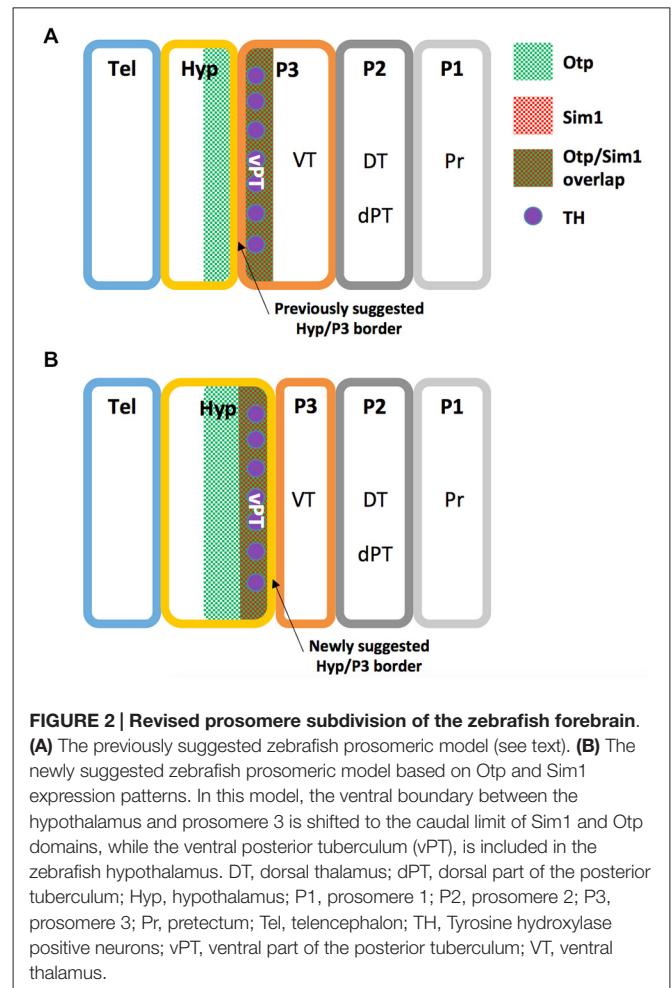 A
Tel
Hyp
P3
P2
P1
vPT
VT
DT
dPT
Pr
Otp
Sim1
Otp/Sim1
overlap
TH
Previously suggested
Hyp/P3 border
B
Tel
Hyp
P3
P2
P1
vPT
VT
DT
dPT
Pr
Newly suggested
Hyp/P3 border
FIGURE 2 | Revised prosomere subdivision of the zebrafish forebrain.
(A) The previously suggested zebrafish prosomeric model (see text). (B) The
newly suggested zebrafish prosomeric model based on Otp and Sim1
expression patterns. In this model, the ventral boundary between the
hypothalamus and prosomere 3 is shifted to the caudal limit of Sim1 and Otp
domains, while the ventral posterior tuberculum (vPT), is included in the
zebrafish hypothalamus. DT, dorsal thalamus; dPT, dorsal part of the posterior
tuberculum; Hyp, hypothalamus; P1, prosomere 1; P2, prosomere 2; P3,
prosomere 3; Pr, pretectum; Tel, telencephalon; TH, Tyrosine hydroxylase
positive neurons; vPT, ventral part of the posterior tuberculum; VT, ventral
thalamus.